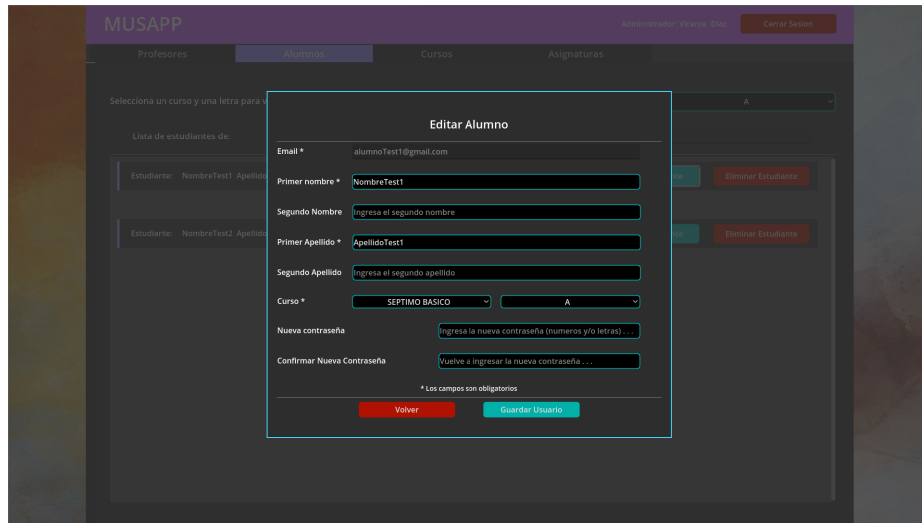 MUSAPP
Administrador: Vicente Diaz
Cerrar Sesion
Profesores
Alumnos
Cursos
Asignaturas
Selecciona un curso y una letra para v
A
Lista de estudiantes de:
Estudiante: NombreTest1 Apellido
Eliminar Estudiante
Estudiante: NombreTest2 Apellido
Eliminar Estudiante
Editar Alumno
Email * alumnoTest1@gmail.com
Primer nombre * NombreTest1
Segundo Nombre Ingresa el segundo nombre
Primer Apellido * ApellidoTest1
Segundo Apellido Ingresa el segundo apellido
Curso * SEPTIMO BASICO A
Nueva contraseña Ingresa la nueva contraseña (numeros y/o letras) . . .
Confirmar Nueva Contraseña Vuelve a ingresar la nueva contraseña . . .
* Los campos son obligatorios
Volver Guardar Usuario